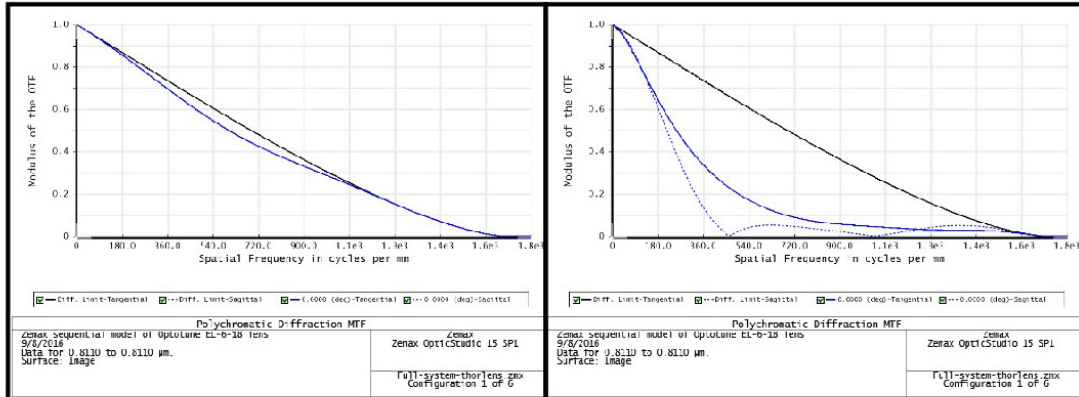 1.0
0.8
0.6
0.4
0.2
0
Modulus of the OTF
0 180.0 360.0 540.0 720.0 900.0 1.1e³ 1.3e³ 1.4e³ 1.6e³ 1.8e³
Spatial Frequency in cycles per mm
Diff. Limit-Tangential Diff. Limit-Sagittal 0.0000 (deg)-Tangential 0.0000 (deg)-Sagittal
Polychromatic Diffraction MTF
Zemax sequential model of Optotune EL-6-18 lens
9/8/2016
Data for 0.8110 to 0.8110 µm.
Surface: Image
Zemax
Zemax OpticStudio 15 SP1
Full-system-thorlens.zmx
Configuration 1 of 6
1.0
0.8
0.6
0.4
0.2
0
Modulus of the OTF
0 180.0 360.0 540.0 720.0 900.0 1.1e³ 1.3e³ 1.4e³ 1.6e³ 1.8e³
Spatial Frequency in cycles per mm
Diff. Limit-Tangential Diff. Limit-Sagittal 0.0000 (deg)-Tangential 0.0000 (deg)-Sagittal
Polychromatic Diffraction MTF
Zemax sequential model of Optotune EL-6-18 lens
9/8/2016
Data for 0.8110 to 0.8110 µm.
Surface: Image
Zemax
Zemax OpticStudio 15 SP1
Full-system-thorlens.zmx
Configuration 1 of 6